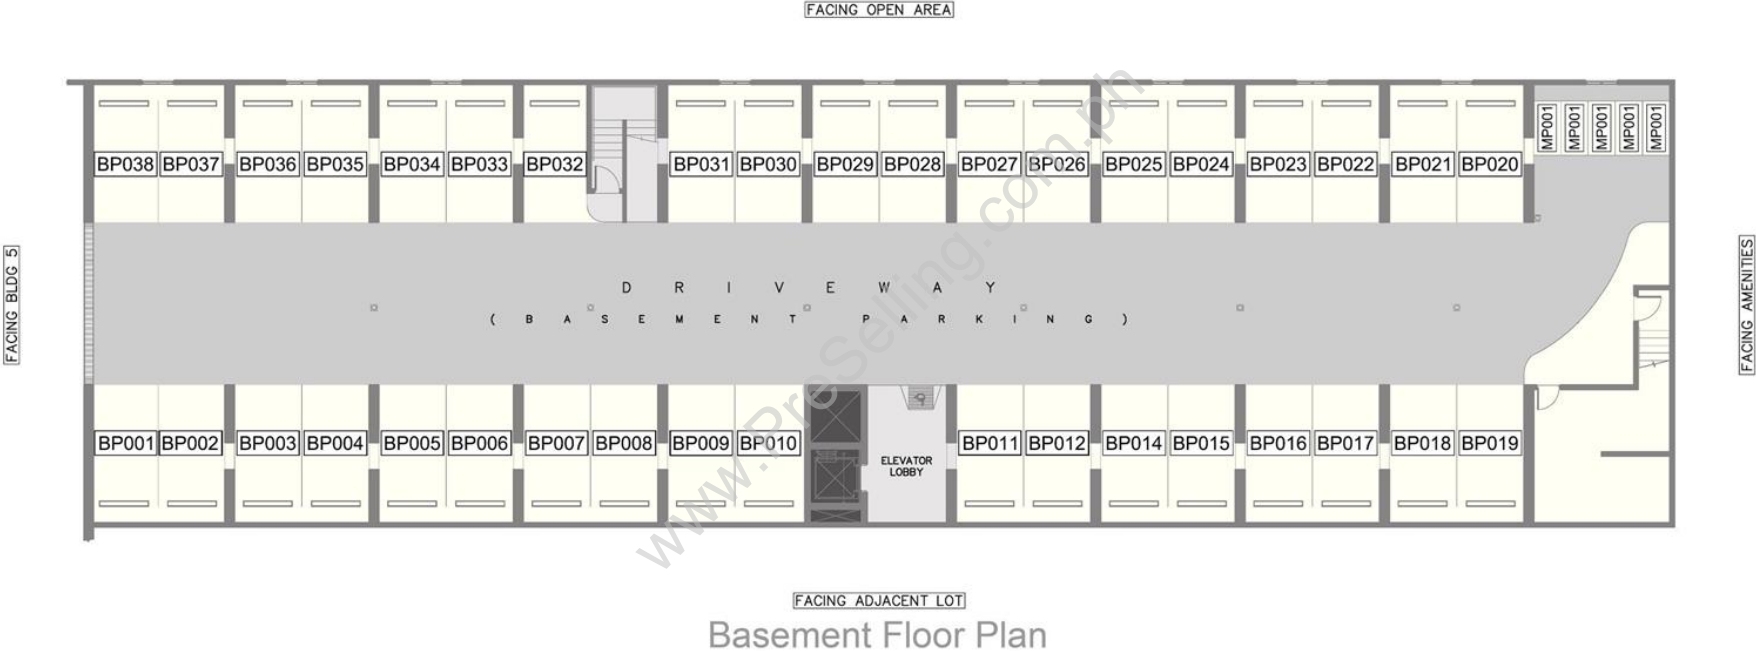 FACING OPEN AREA
MP001 MP001 MP001 MP001 MP001
BP038 BP037 BP036 BP035 BP034 BP033 BP032 BP031 BP030 BP029 BP028 BP027 BP026 BP025 BP024 BP023 BP022 BP021 BP020
FACING BLDG 5
FACING AMENITIES
DRIVEWAY
( BASEMENT PARKING )
BP001 BP002 BP003 BP004 BP005 BP006 BP007 BP008 BP009 BP010 BP011 BP012 BP014 BP015 BP016 BP017 BP018 BP019
ELEVATOR
LOBBY
www.PreSelling.com.ph
FACING ADJACENT LOT
Basement Floor Plan